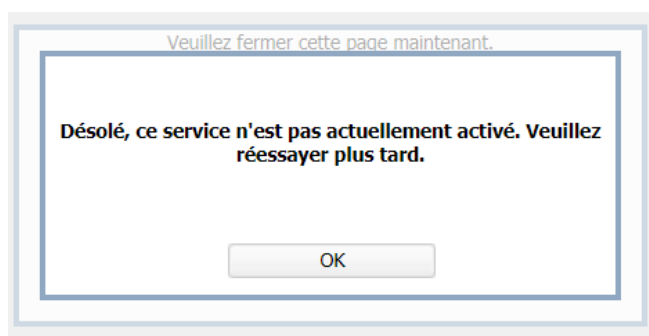 Veuillez fermer cette page maintenant.
Désolé, ce service n'est pas actuellement activé. Veuillez
réessayer plus tard.
OK